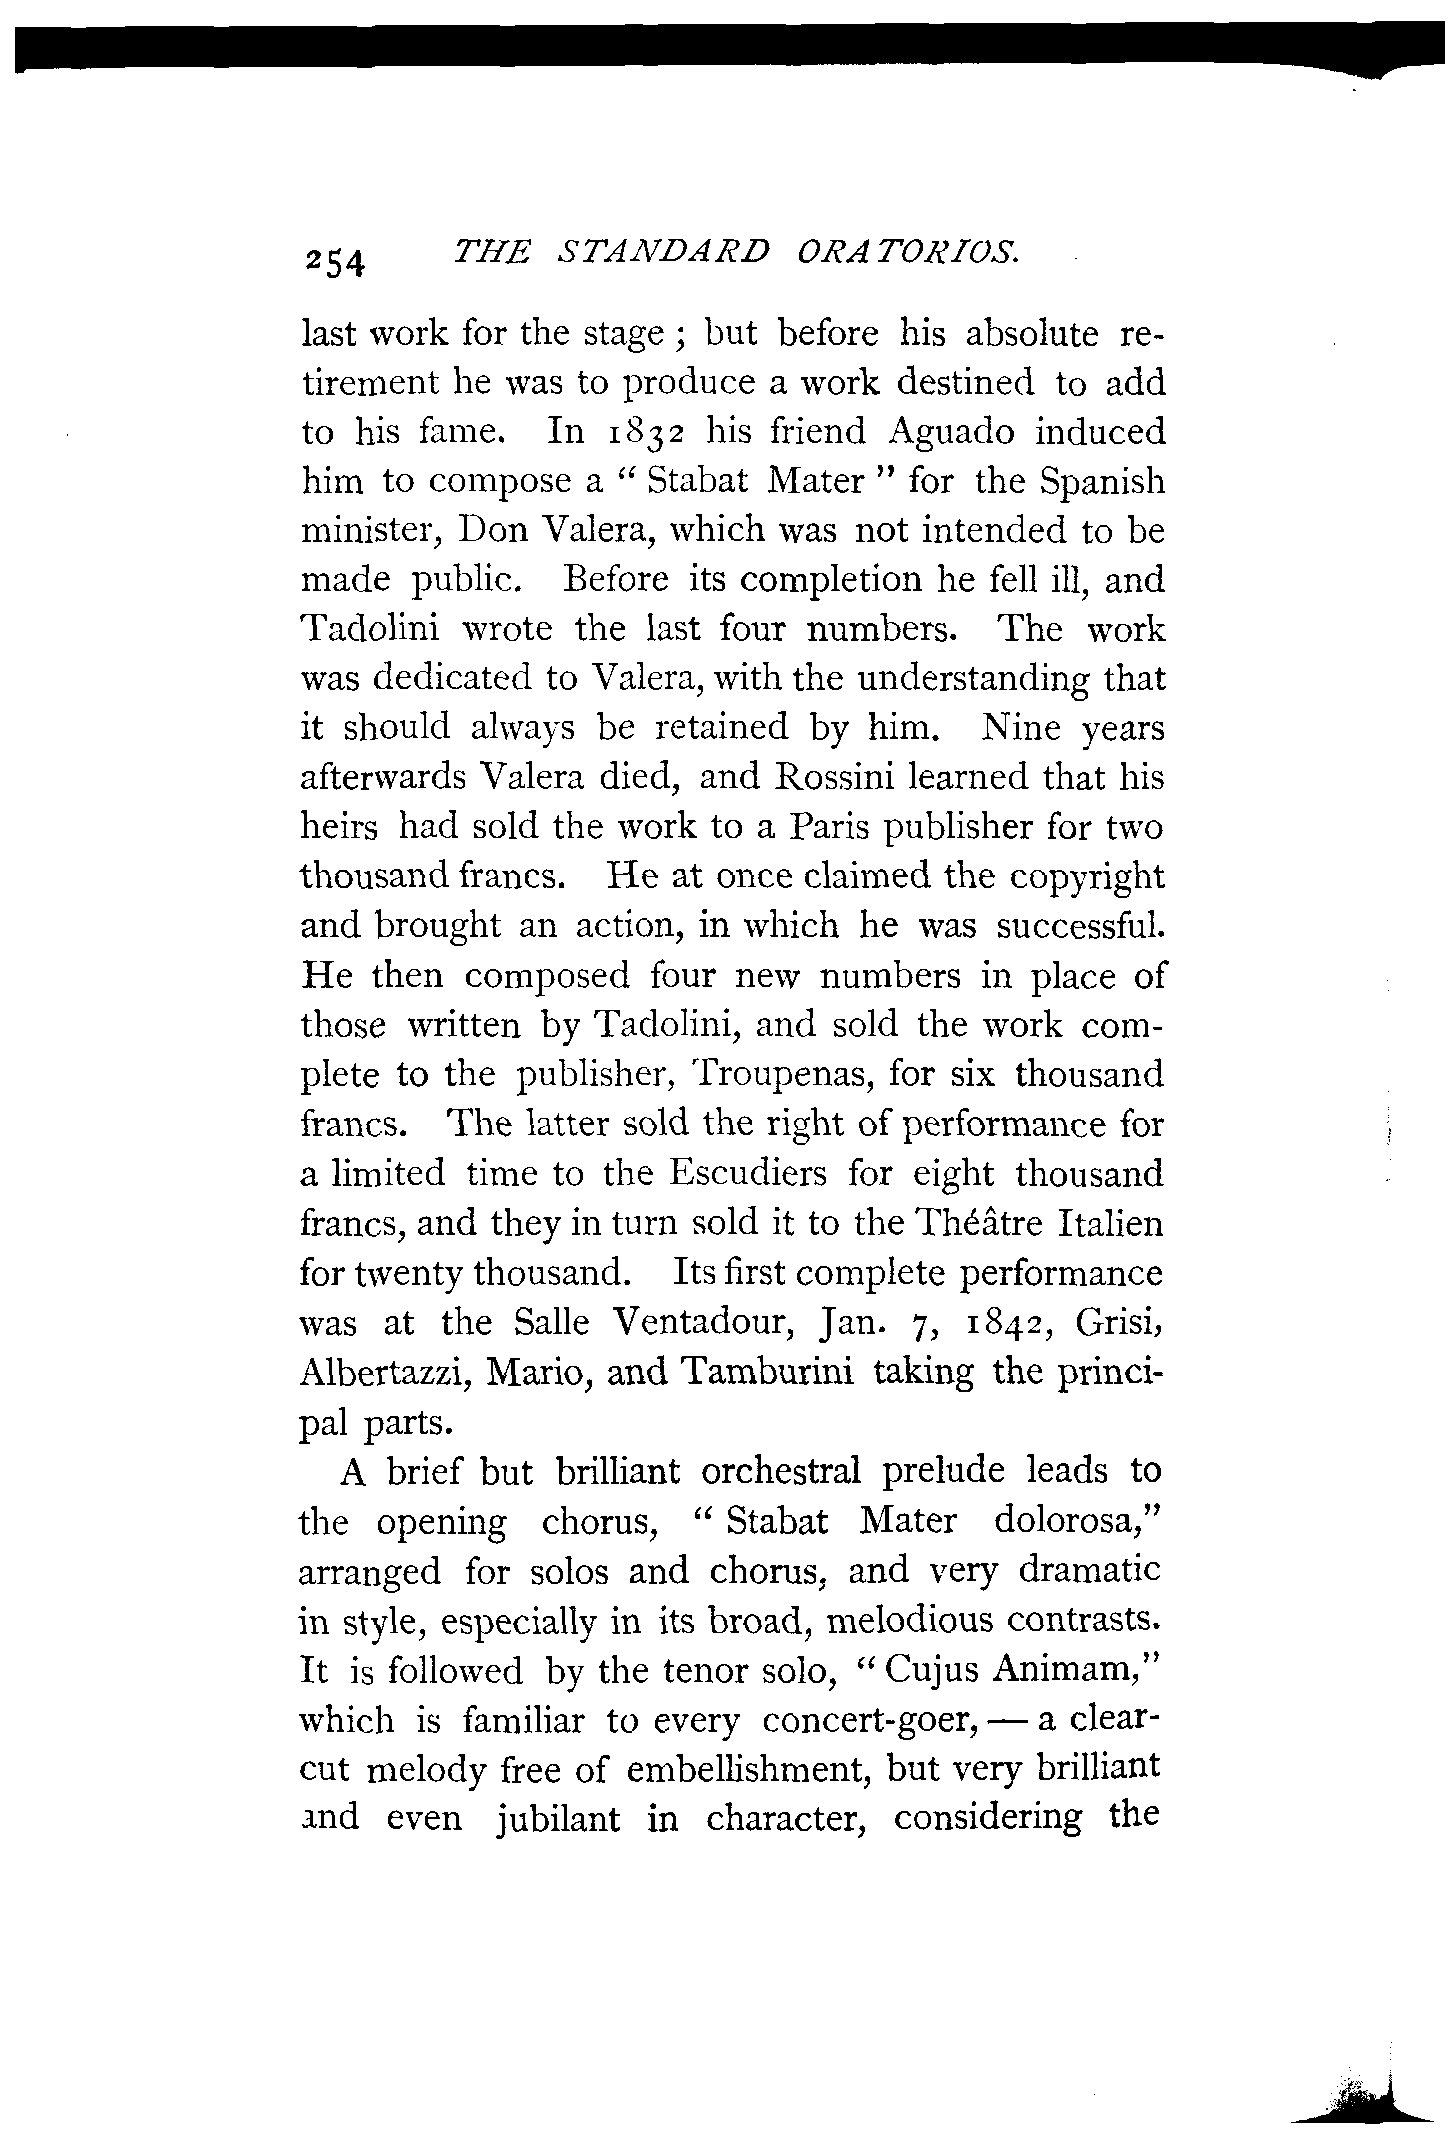 254 THE STANDARD ORATORIOS.
last work for the stage ; but before his absolute re-
tirement he was to produce a work destined to add
to his fame. In 1832 his friend Aguado induced
him to compose a “ Stabat Mater ” for the Spanish
minister, Don Valera, which was not intended to be
made public. Before its completion he fell ill, and
Tadolini wrote the last four numbers. The work
was dedicated to Valera, with the understanding that
it should always be retained by him. Nine years
afterwards Valera died, and Rossini learned that his
heirs had sold the work to a Paris publisher for two
thousand francs. He at once claimed the copyright
and brought an action, in which he was successful.
He then composed four new numbers in place of
those written by Tadolini, and sold the work com-
plete to the publisher, Troupenas, for six thousand
francs. The latter sold the right of performance for
a limited time to the Escudiers for eight thousand
francs, and they in turn sold it to the Théâtre Italien
for twenty thousand. Its first complete performance
was at the Salle Ventadour, Jan. 7, 1842, Grisi,
Albertazzi, Mario, and Tamburini taking the princi-
pal parts.
A brief but brilliant orchestral prelude leads to
the opening chorus, “ Stabat Mater dolorosa,”
arranged for solos and chorus, and very dramatic
in style, especially in its broad, melodious contrasts.
It is followed by the tenor solo, “ Cujus Animam,”
which is familiar to every concert-goer, — a clear-
cut melody free of embellishment, but very brilliant
and even jubilant in character, considering the